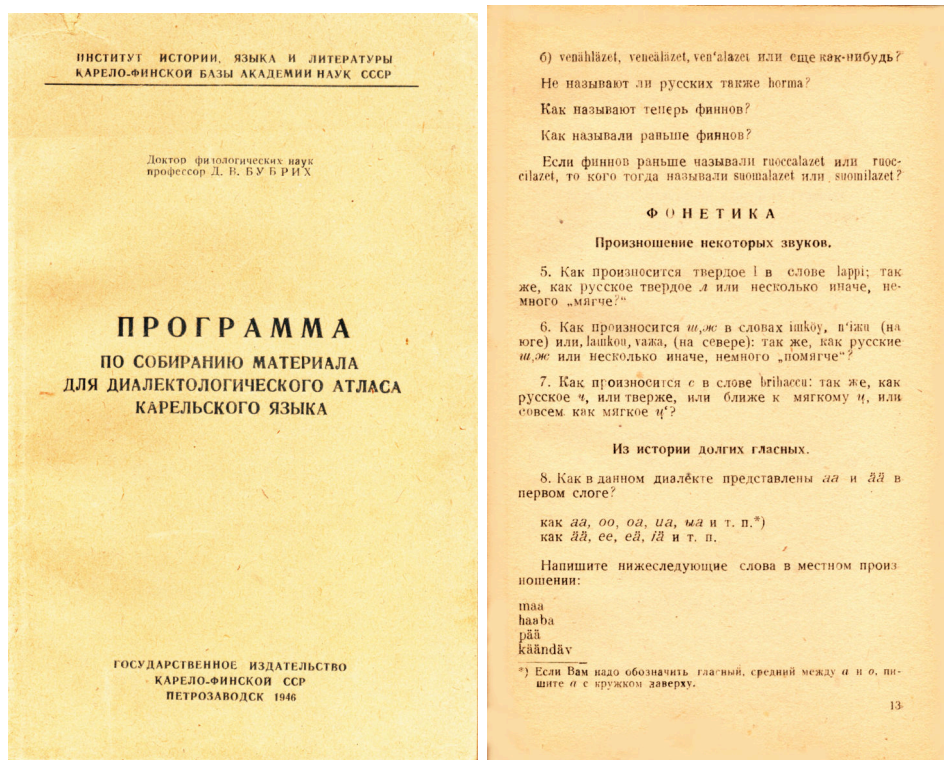 ИНСТИТУТ ИСТОРИИ, ЯЗЫКА И ЛИТЕРАТУРЫ
КАРЕЛО-ФИНСКОЙ БАЗЫ АКАДЕМИИ НАУК СССР
Доктор филологических наук
профессор Д. В. БУБРИХ
ПРОГРАММА
ПО СОБИРАНИЮ МАТЕРИАЛА
ДЛЯ ДИАЛЕКТОЛОГИЧЕСКОГО АТЛАСА
КАРЕЛЬСКОГО ЯЗЫКА
ГОСУДАРСТВЕННОЕ ИЗДАТЕЛЬСТВО
КАРЕЛО-ФИНСКОЙ ССР
ПЕТРОЗАВОДСК 1946
б) venähläzet, veneäläzet, ven'alazet или еще как-нибудь?
Не называют ли русских также horma?
Как называют теперь финнов?
Как называли раньше финнов?
Если финнов раньше называли ruoccalazet или ruoc-
cilazet, то кого тогда называли suomalazet или suomilazet?
ФОНЕТИКА
Произношение некоторых звуков.
5. Как произносится твердое l в слове lappi; так
же, как русское твердое л или несколько иначе, не-
много „мягче?“
6. Как произносится ш,ж в словах (на
юге) или, važa, (на севере): так же, как русские
ш,ж или несколько иначе, немного „помягче“?
7. Как произносится c в слове brihaccu: так же, как
русское ч, или тверже, или ближе к мягкому ц, или
совсем как мягкое ц‘?
Из истории долгих гласных.
8. Как в данном диалекте представлены aa и ää в
первом слоге?
как aa, oo, oa, ua, ыa и т. п.*)
как ää, ee, eä, iä и т. п.
Напишите нижеследующие слова в местном произ
ношении:
maa
haaba
pää
käändäv
*) Если Вам надо обозначить гласный, средний между a и o, пи-
шите a с кружком наверху.
13